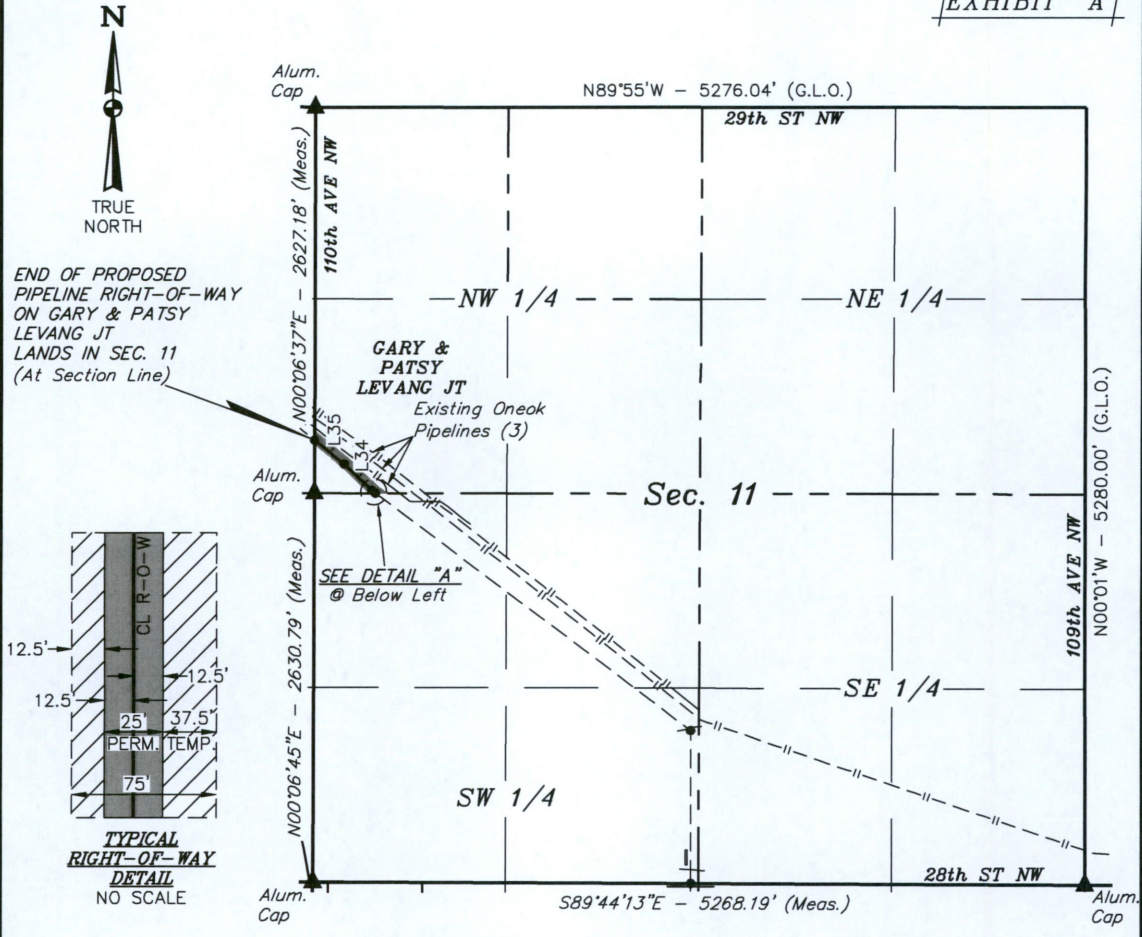 EXHIBIT "A"
N
TRUE
NORTH
Alum.
Cap
N89°55'W - 5276.04' (G.L.O.)
29th ST NW
N00°06'37"E - 2627.18' (Meas.)
110th AVE NW
END OF PROPOSED
PIPELINE RIGHT-OF-WAY
ON GARY & PATSY
LEVANG JT
LANDS IN SEC. 11
(At Section Line)
NW 1/4
NE 1/4
GARY &
PATSY
LEVANG JT
Existing Oneok
Pipelines (3)
L35
L34
Alum.
Cap
Sec. 11
109th AVE NW
N00°01'W - 5280.00' (G.L.O.)
SEE DETAIL "A"
@ Below Left
N00°06'45"E - 2630.79' (Meas.)
CL R-O-W
12.5'
12.5'
12.5'
25'
37.5'
PERM.
TEMP.
75'
TYPICAL
RIGHT-OF-WAY
DETAIL
NO SCALE
SE 1/4
SW 1/4
28th ST NW
Alum.
Cap
S89°44'13"E - 5268.19' (Meas.)
Alum.
Cap